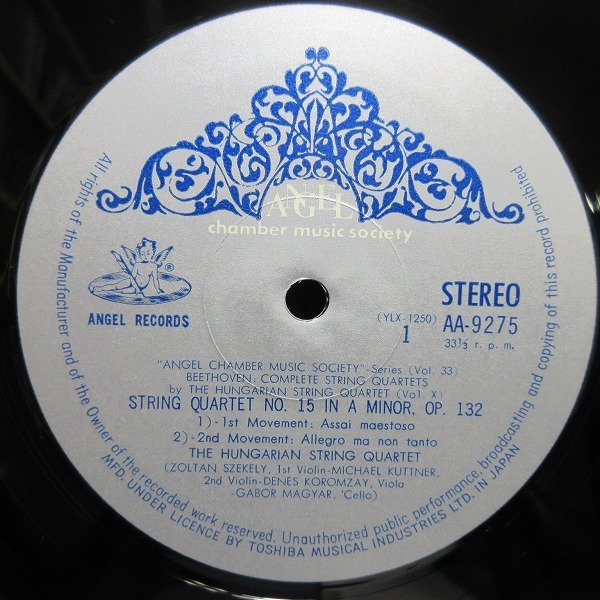 ANGEL
chamber music society
ANGEL RECORDS
®
STEREO
(YLX-1250)
1
AA-9275
33⅓ r. p. m.
"ANGEL CHAMBER MUSIC SOCIETY"-Series (Vol. 33)
BEETHOVEN: COMPLETE STRING QUARTETS
by THE HUNGARIAN STRING QUARTET (Vol. X)
STRING QUARTET NO. 15 IN A MINOR, OP. 132
1)-1st Movement: Assai maestoso
2)-2nd Movement: Allegro ma non tanto
THE HUNGARIAN STRING QUARTET
(ZOLTAN SZEKELY, 1st Violin-MICHAEL KUTTNER,
2nd Violin-DENES KOROMZAY, Viola
-GABOR MAGYAR, 'Cello)
All rights of the Manufacturer and of the Owner of the recorded work reserved. Unauthorized public performance, broadcasting and copying of this record prohibited
MFD. UNDER LICENCE BY TOSHIBA MUSICAL INDUSTRIES LTD. IN JAPAN